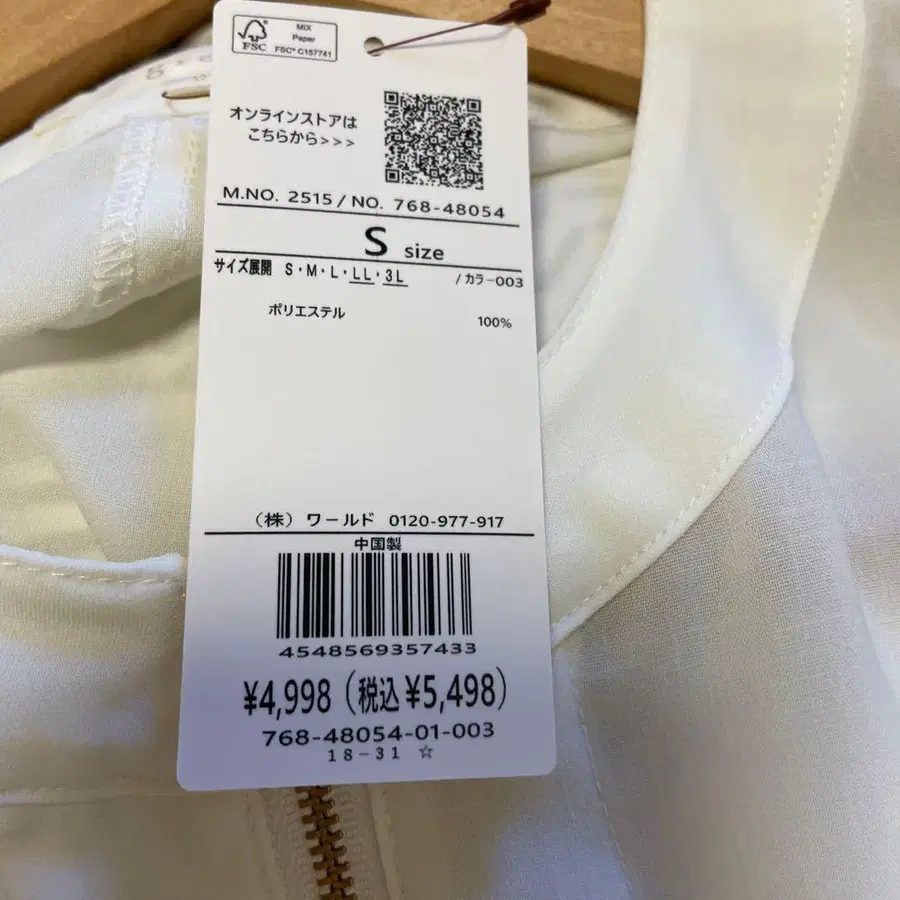 MIX
Paper
FSC
FSC® C157741
オンラインストアは
こちらから>>>
M.NO. 2515 / NO. 768-48054
S size
サイズ展開 S・M・L・LL・3L /カラー003
ポリエステル 100%
(株) ワールド 0120-977-917
中国製
4548569357433
¥4,998(税込¥5,498)
768-48054-01-003
18-31 ☆